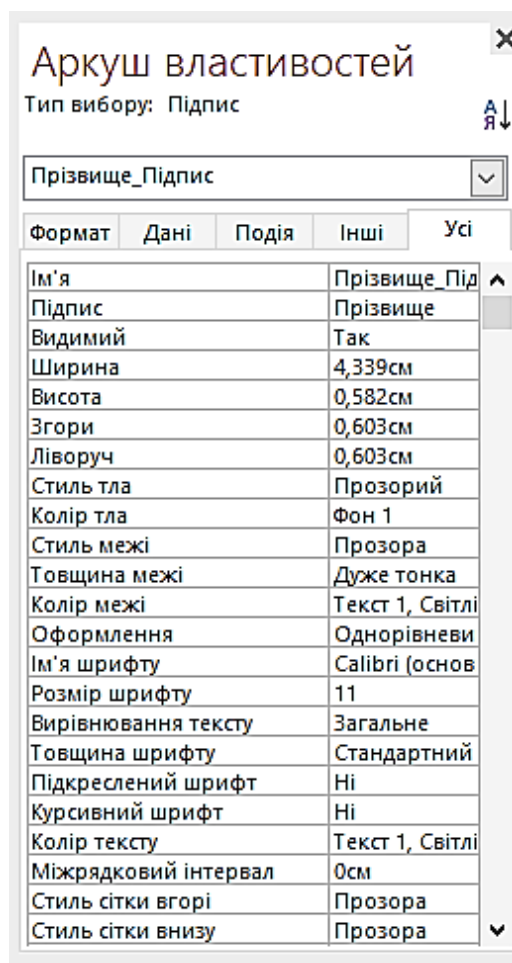 Аркуш властивостей
Тип вибору: Підпис
Прізвище_Підпис
Формат Дані Подія Інші Усі
Ім'я Прізвище_Під
Підпис Прізвище
Видимий Так
Ширина 4,339см
Висота 0,582см
Згори 0,603см
Ліворуч 0,603см
Стиль тла Прозорий
Колір тла Фон 1
Стиль межі Прозора
Товщина межі Дуже тонка
Колір межі Текст 1, Світлі
Оформлення Однорівневи
Ім'я шрифту Calibri (основ
Розмір шрифту 11
Вирівнювання тексту Загальне
Товщина шрифту Стандартний
Підкреслений шрифт Ні
Курсивний шрифт Ні
Колір тексту Текст 1, Світлі
Міжрядковий інтервал 0см
Стиль сітки вгорі Прозора
Стиль сітки внизу Прозора